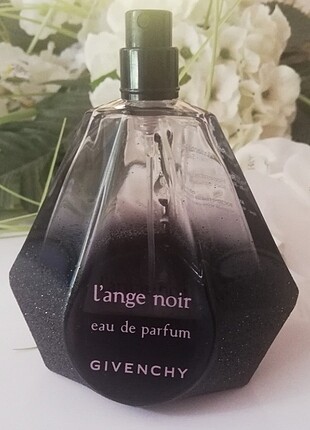 l'ange noir
eau de parfum
GIVENCHY